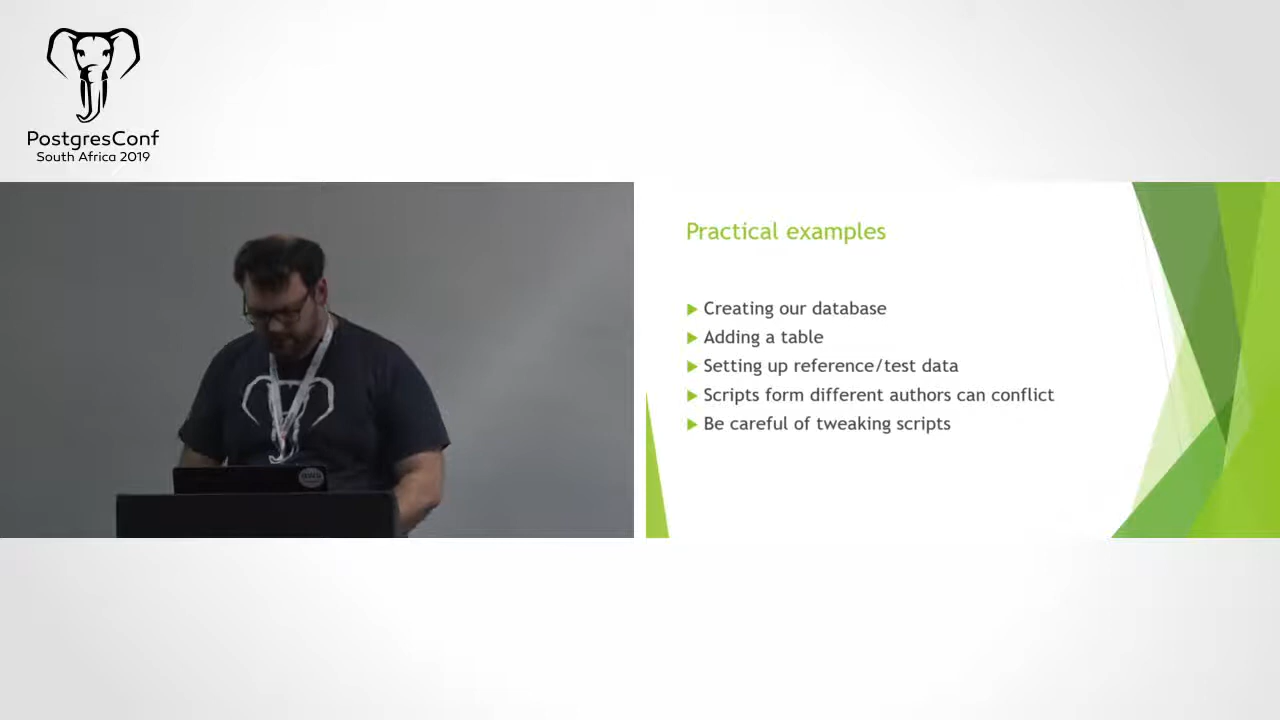 PostgresConf
South Africa 2019
Practical examples
Creating our database
Adding a table
Setting up reference/test data
Scripts form different authors can conflict
Be careful of tweaking scripts